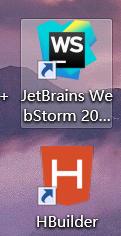 WS
+
JetBrains We
bStorm 20...
H
HBuilder